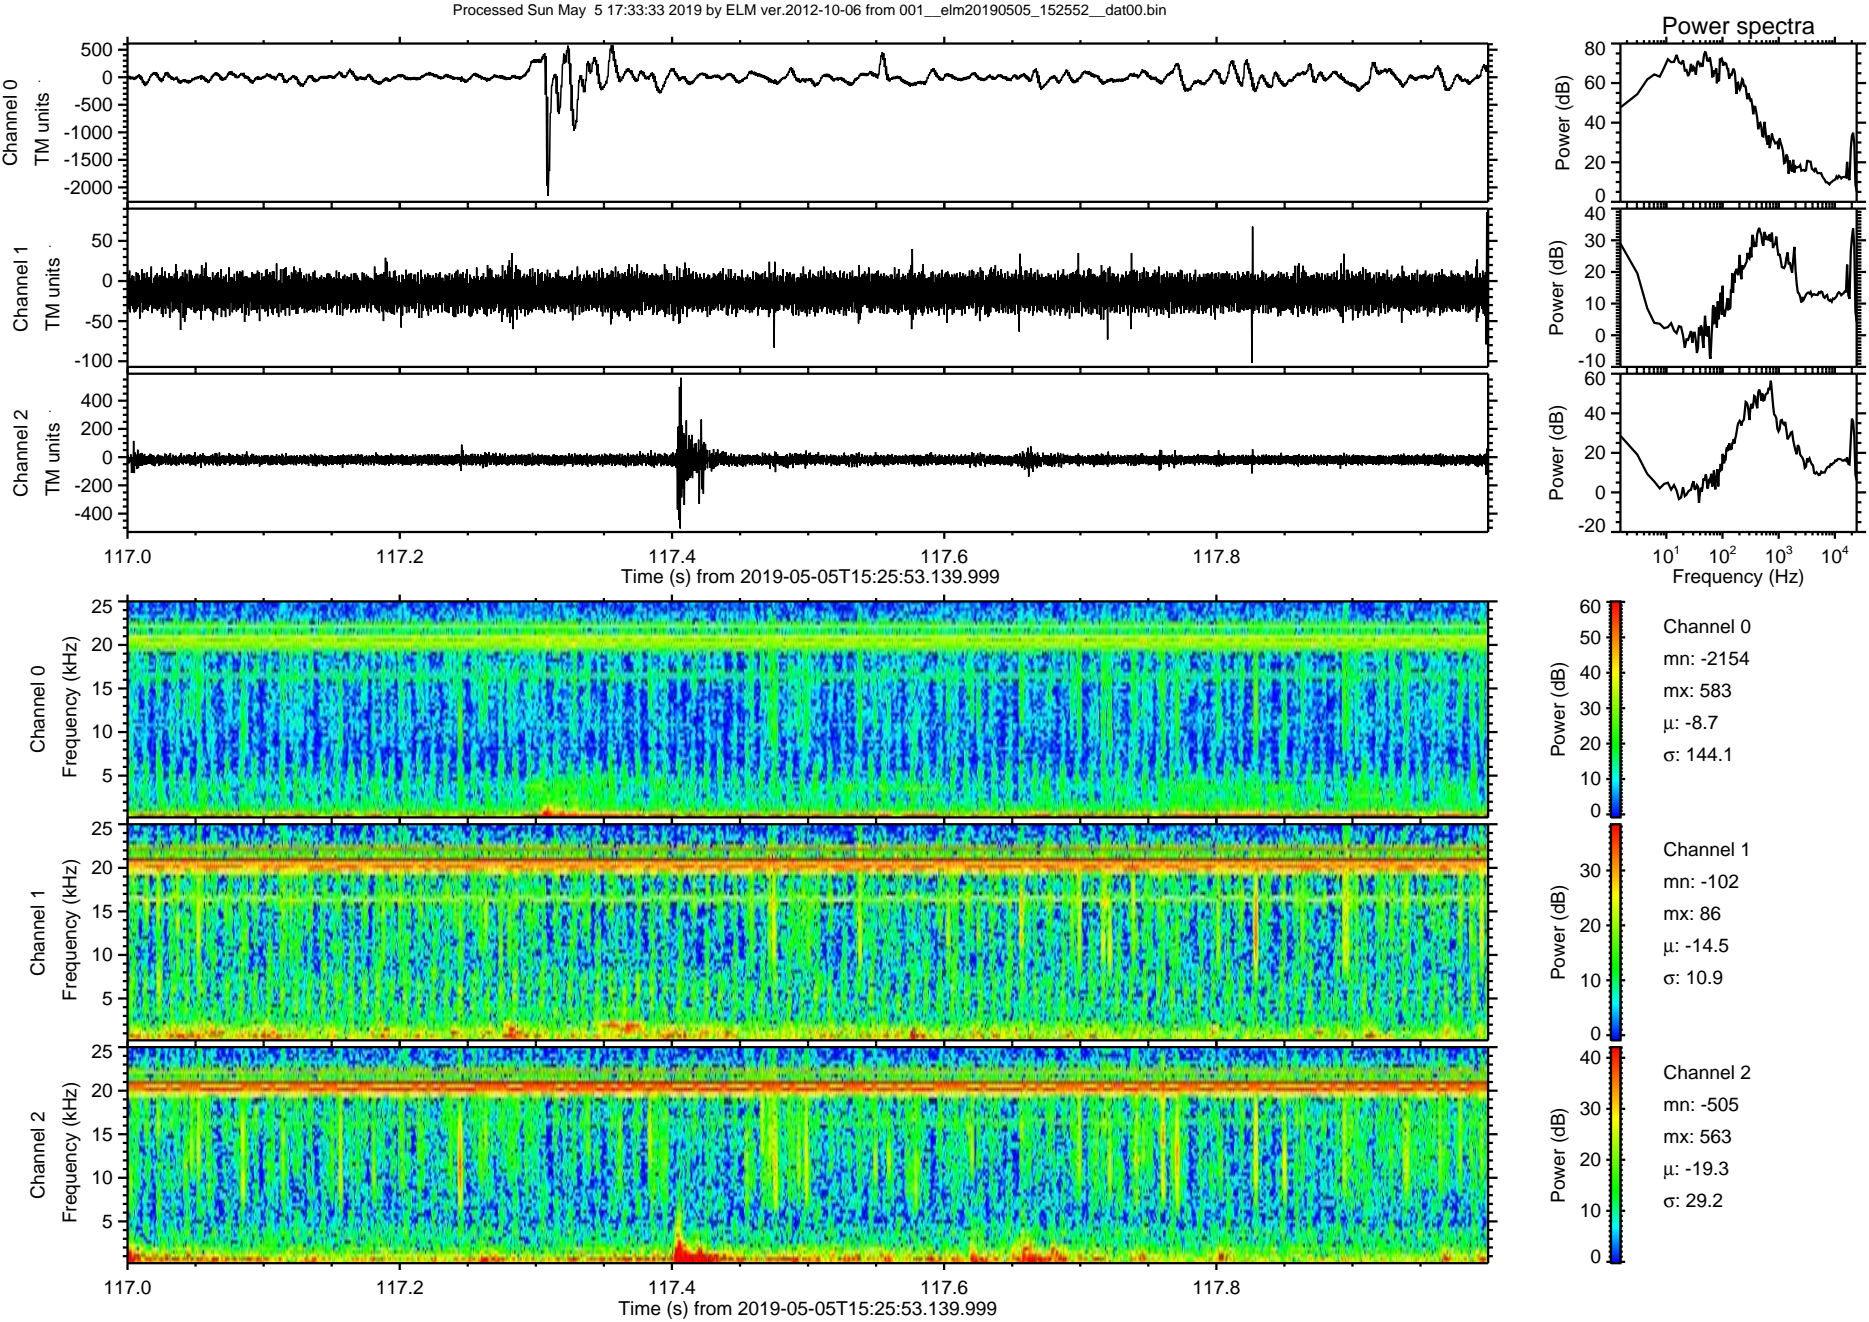 Processed Sun May  5 17:33:33 2019 by ELM ver.2012-10-06 from 001__elm20190505_152552__dat00.bin
Power spectra
Channel 0
TM units
500
0
-500
-1000
-1500
-2000
Power (dB)
80
60
40
20
0
Channel 1
TM units
50
0
-50
-100
Power (dB)
40
30
20
10
0
-10
Channel 2
TM units
400
200
0
-200
-400
Power (dB)
60
40
20
0
-20
117.0 117.2 117.4 117.6 117.8
Time (s) from 2019-05-05T15:25:53.139.999
10^1 10^2 10^3 10^4
Frequency (Hz)
Channel 0
Frequency (kHz)
25
20
15
10
5
Power (dB)
60
50
40
30
20
10
0
Channel 0
mn: -2154
mx: 583
μ: -8.7
σ: 144.1
Channel 1
Frequency (kHz)
25
20
15
10
5
Power (dB)
30
20
10
0
Channel 1
mn: -102
mx: 86
μ: -14.5
σ: 10.9
Channel 2
Frequency (kHz)
25
20
15
10
5
Power (dB)
40
30
20
10
0
Channel 2
mn: -505
mx: 563
μ: -19.3
σ: 29.2
117.0 117.2 117.4 117.6 117.8
Time (s) from 2019-05-05T15:25:53.139.999